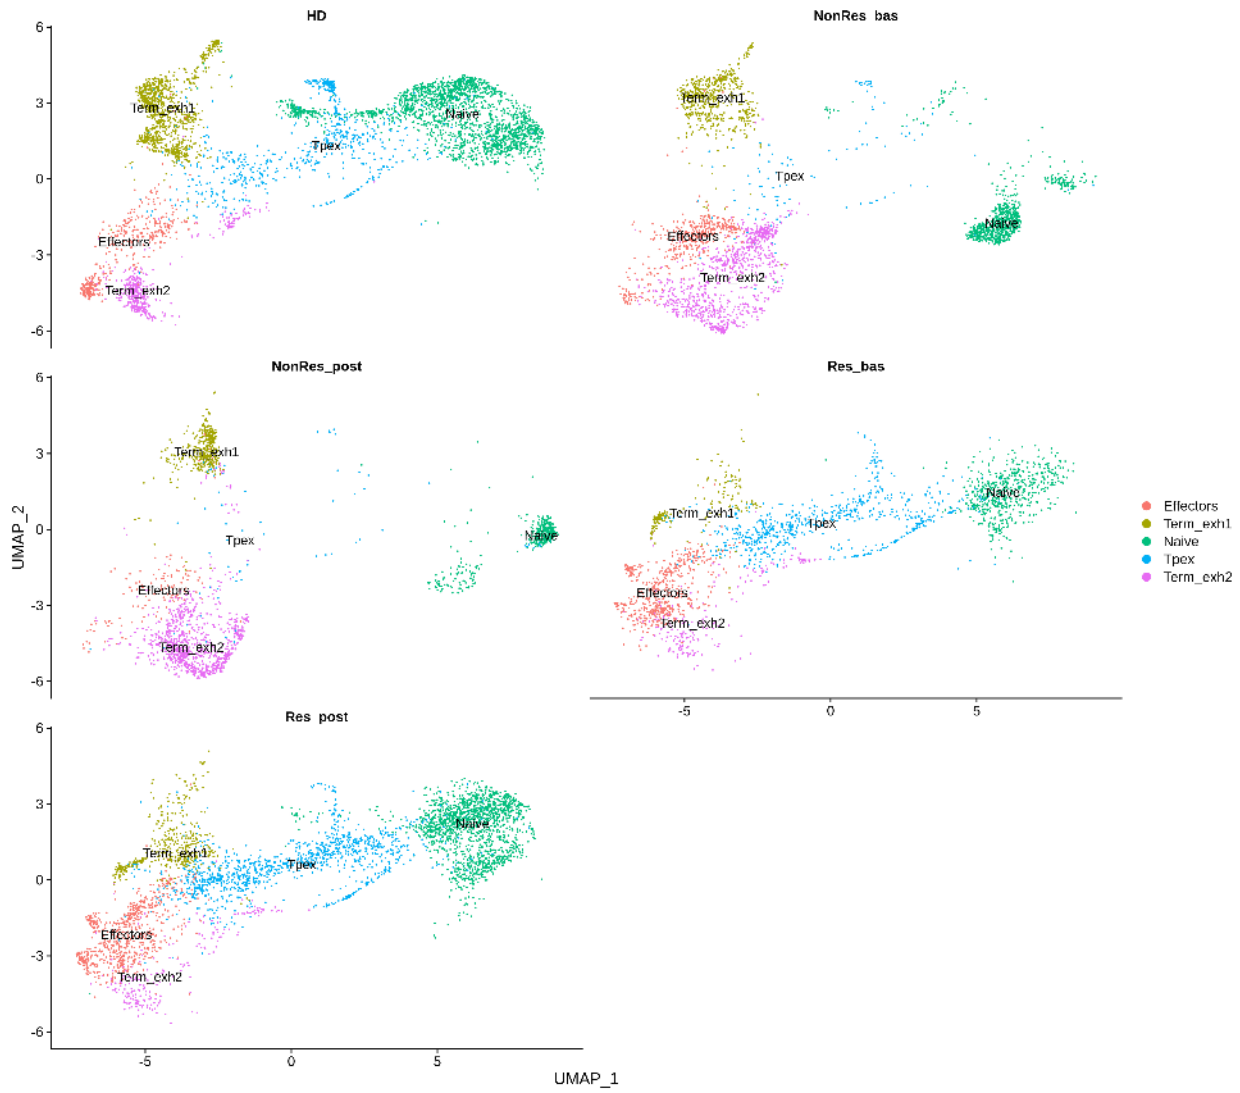 HD
NonRes_bas
6
3
0
-3
-6
Term_exh1
Naive
Tpex
Effectors
Term_exh2
Term_exh1
Tpex
Naive
Effectors
Term_exh2
NonRes_post
Res_bas
6
3
0
-3
-6
Term_exh1
Naive
Tpex
Effectors
Term_exh2
Naive
Term_exh1
Tpex
Effectors
Term_exh2
-5
0
5
Res_post
6
3
0
-3
-6
Naive
Term_exh1
Tpex
Effectors
Term_exh2
-5
0
5
UMAP_1
UMAP_2
Effectors
Term_exh1
Naive
Tpex
Term_exh2